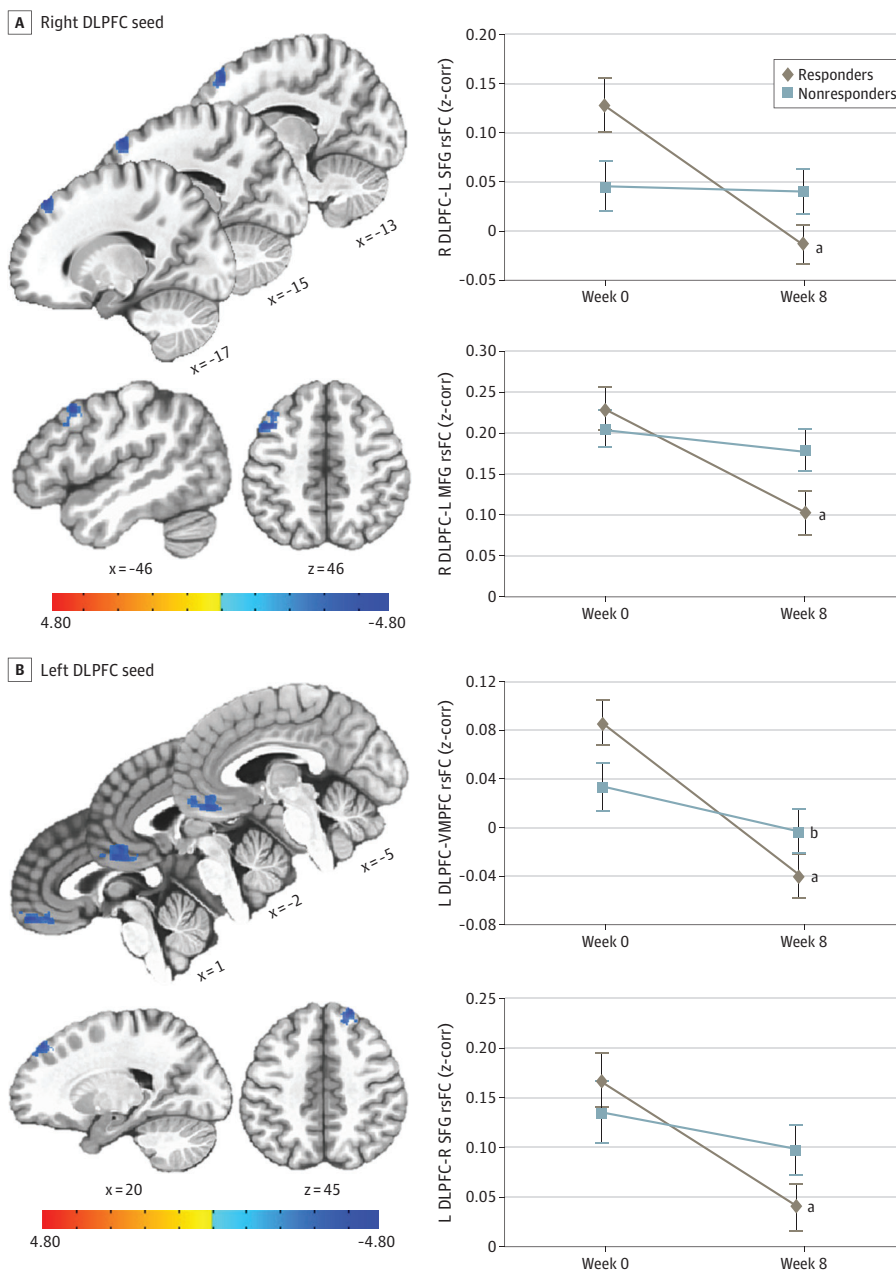 A Right DLPFC seed
x=-13
x=-15
x=-17
x=-46
z=46
4.80
-4.80
R DLPFC-L SFG rsFC (z-corr)
0.20
0.15
0.10
0.05
0
-0.05
Responders
Nonresponders
a
Week 0
Week 8
R DLPFC-L MFG rsFC (z-corr)
0.30
0.25
0.20
0.15
0.10
0.05
0
a
Week 0
Week 8
B Left DLPFC seed
x=-5
x=-2
x=1
x=20
z=45
4.80
-4.80
L DLPFC-VMPFC rsFC (z-corr)
0.12
0.08
0.04
0
-0.04
-0.08
b
a
Week 0
Week 8
L DLPFC-R SFG rsFC (z-corr)
0.25
0.20
0.15
0.10
0.05
0
a
Week 0
Week 8